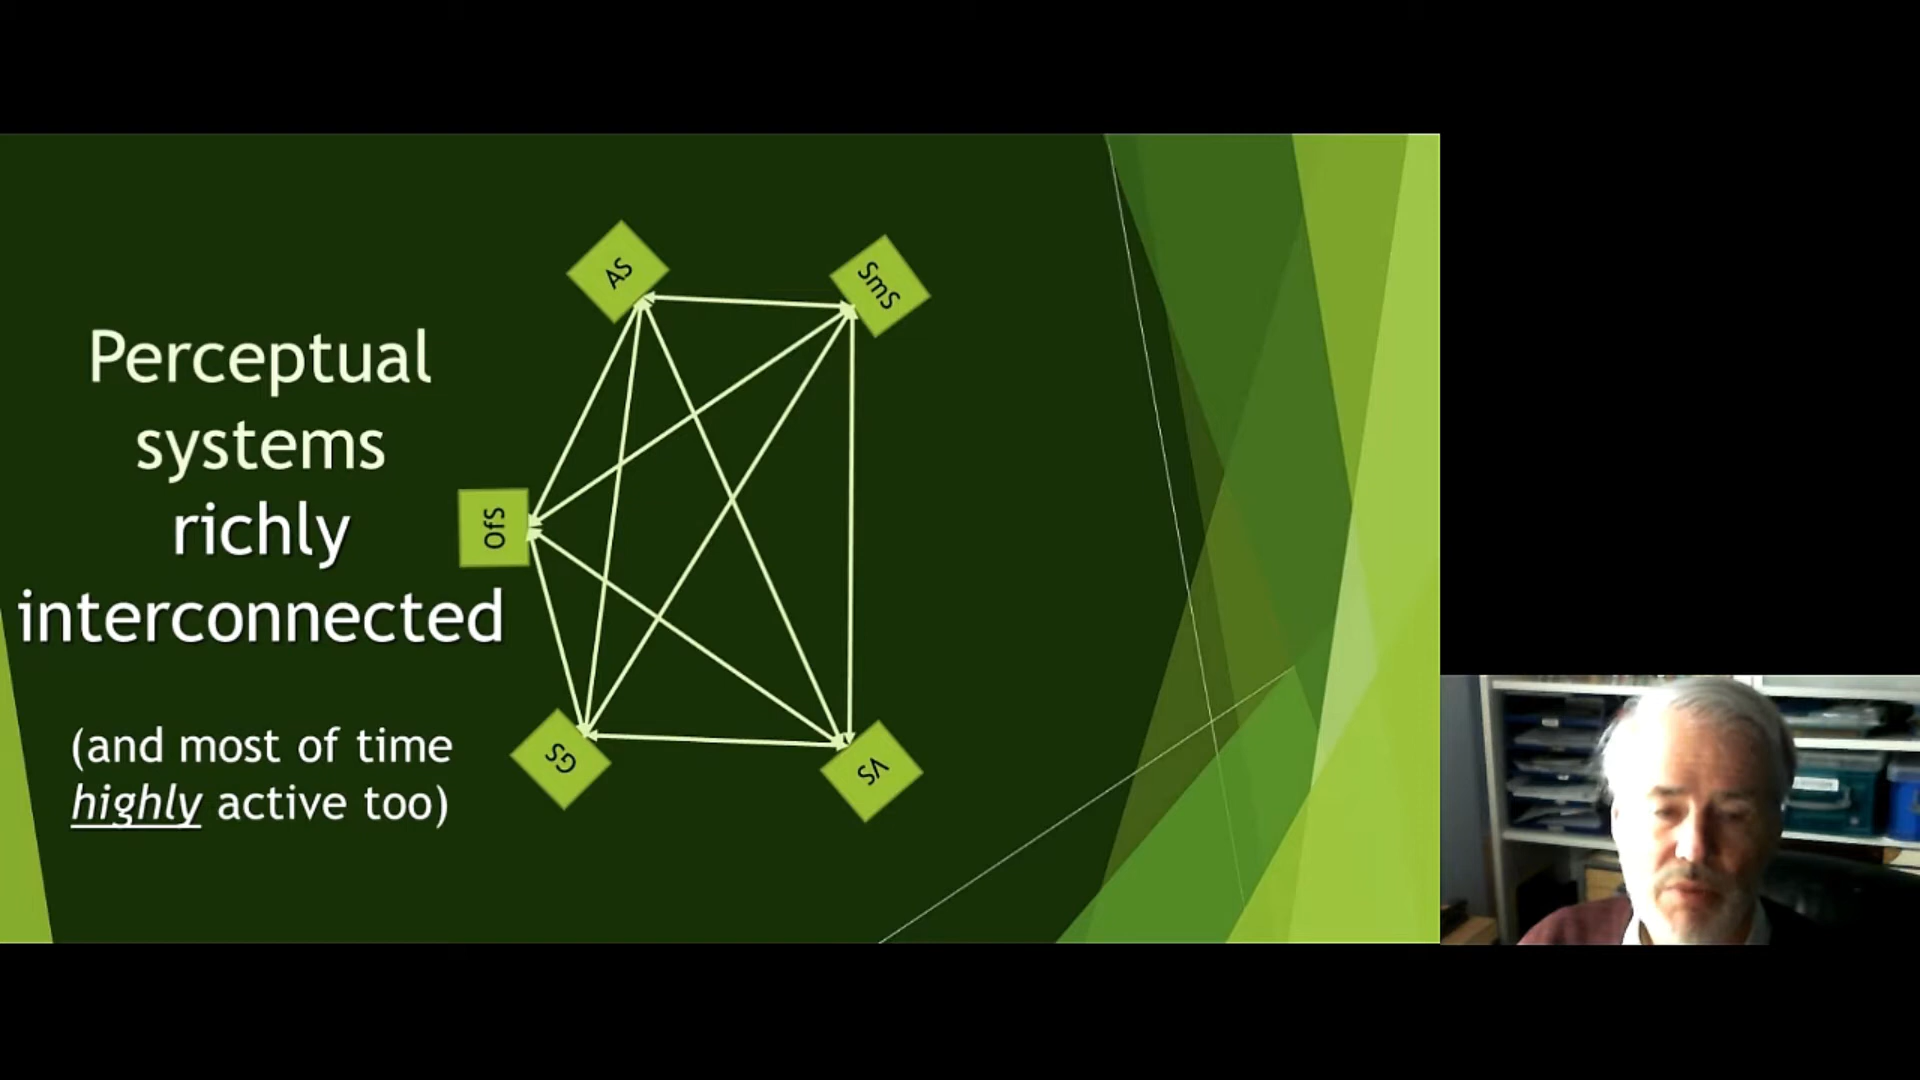 Perceptual
systems
richly
interconnected
(and most of time
highly active too)
AS
SmS
OfS
GS
VS